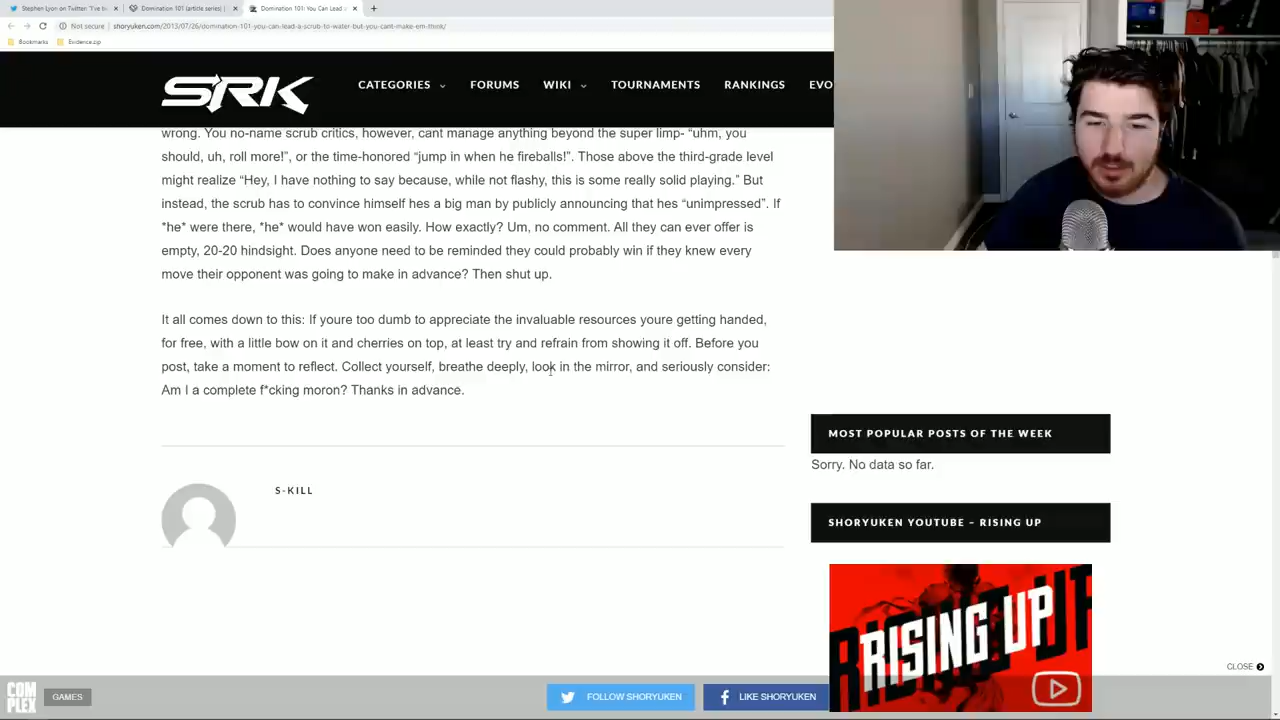 Stephen Lyon on Twitter: "I've b
Domination 101 (article series) |
Domination 101: You Can Lead a
Not secure | shoryuken.com/2013/07/26/domination-101-you-can-lead-a-scrub-to-water-but-you-cant-make-em-think/
Bookmarks
Evidence.zip
SRK
CATEGORIES
FORUMS
WIKI
TOURNAMENTS
RANKINGS
EVO
wrong. You no-name scrub critics, however, cant manage anything beyond the super limp- “uhm, you
should, uh, roll more!”, or the time-honored “jump in when he fireballs!”. Those above the third-grade level
might realize “Hey, I have nothing to say because, while not flashy, this is some really solid playing.” But
instead, the scrub has to convince himself hes a big man by publicly announcing that hes “unimpressed”. If
*he* were there, *he* would have won easily. How exactly? Um, no comment. All they can ever offer is
empty, 20-20 hindsight. Does anyone need to be reminded they could probably win if they knew every
move their opponent was going to make in advance? Then shut up.
It all comes down to this: If youre too dumb to appreciate the invaluable resources youre getting handed,
for free, with a little bow on it and cherries on top, at least try and refrain from showing it off. Before you
post, take a moment to reflect. Collect yourself, breathe deeply, look in the mirror, and seriously consider:
Am I a complete f*cking moron? Thanks in advance.
S-KILL
MOST POPULAR POSTS OF THE WEEK
Sorry. No data so far.
SHORYUKEN YOUTUBE – RISING UP
RISING UP
CLOSE
COM
PLEX
GAMES
FOLLOW SHORYUKEN
LIKE SHORYUKEN